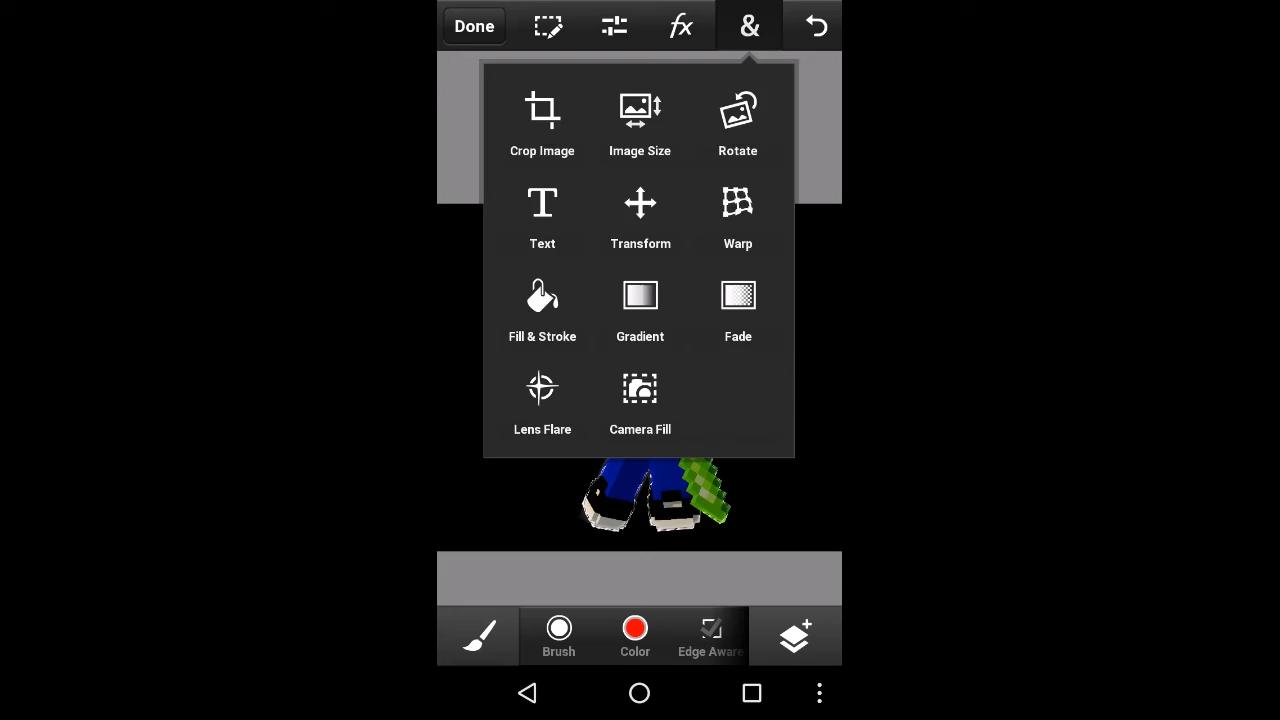 Done fx &
Crop Image Image Size Rotate
Text Transform Warp
Fill & Stroke Gradient Fade
Lens Flare Camera Fill
Brush Color Edge Aware